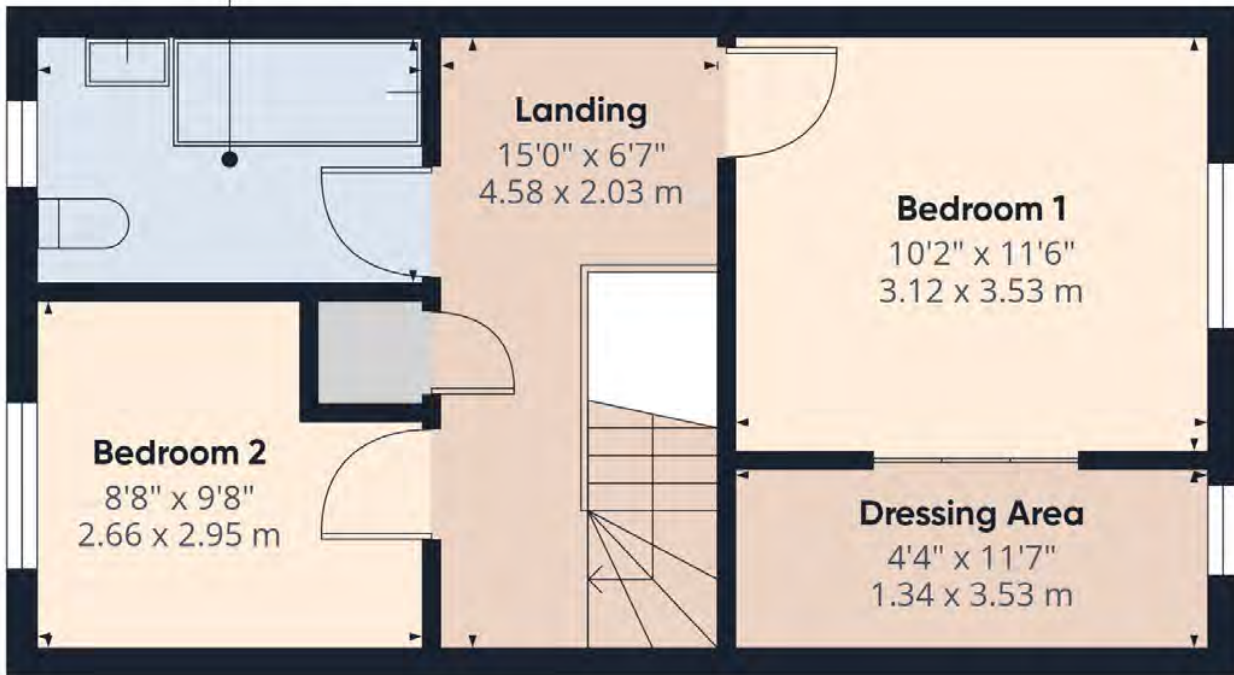 Landing
15'0" x 6'7"
4.58 x 2.03 m
Bedroom 1
10'2" x 11'6"
3.12 x 3.53 m
Bedroom 2
8'8" x 9'8"
2.66 x 2.95 m
Dressing Area
4'4" x 11'7"
1.34 x 3.53 m